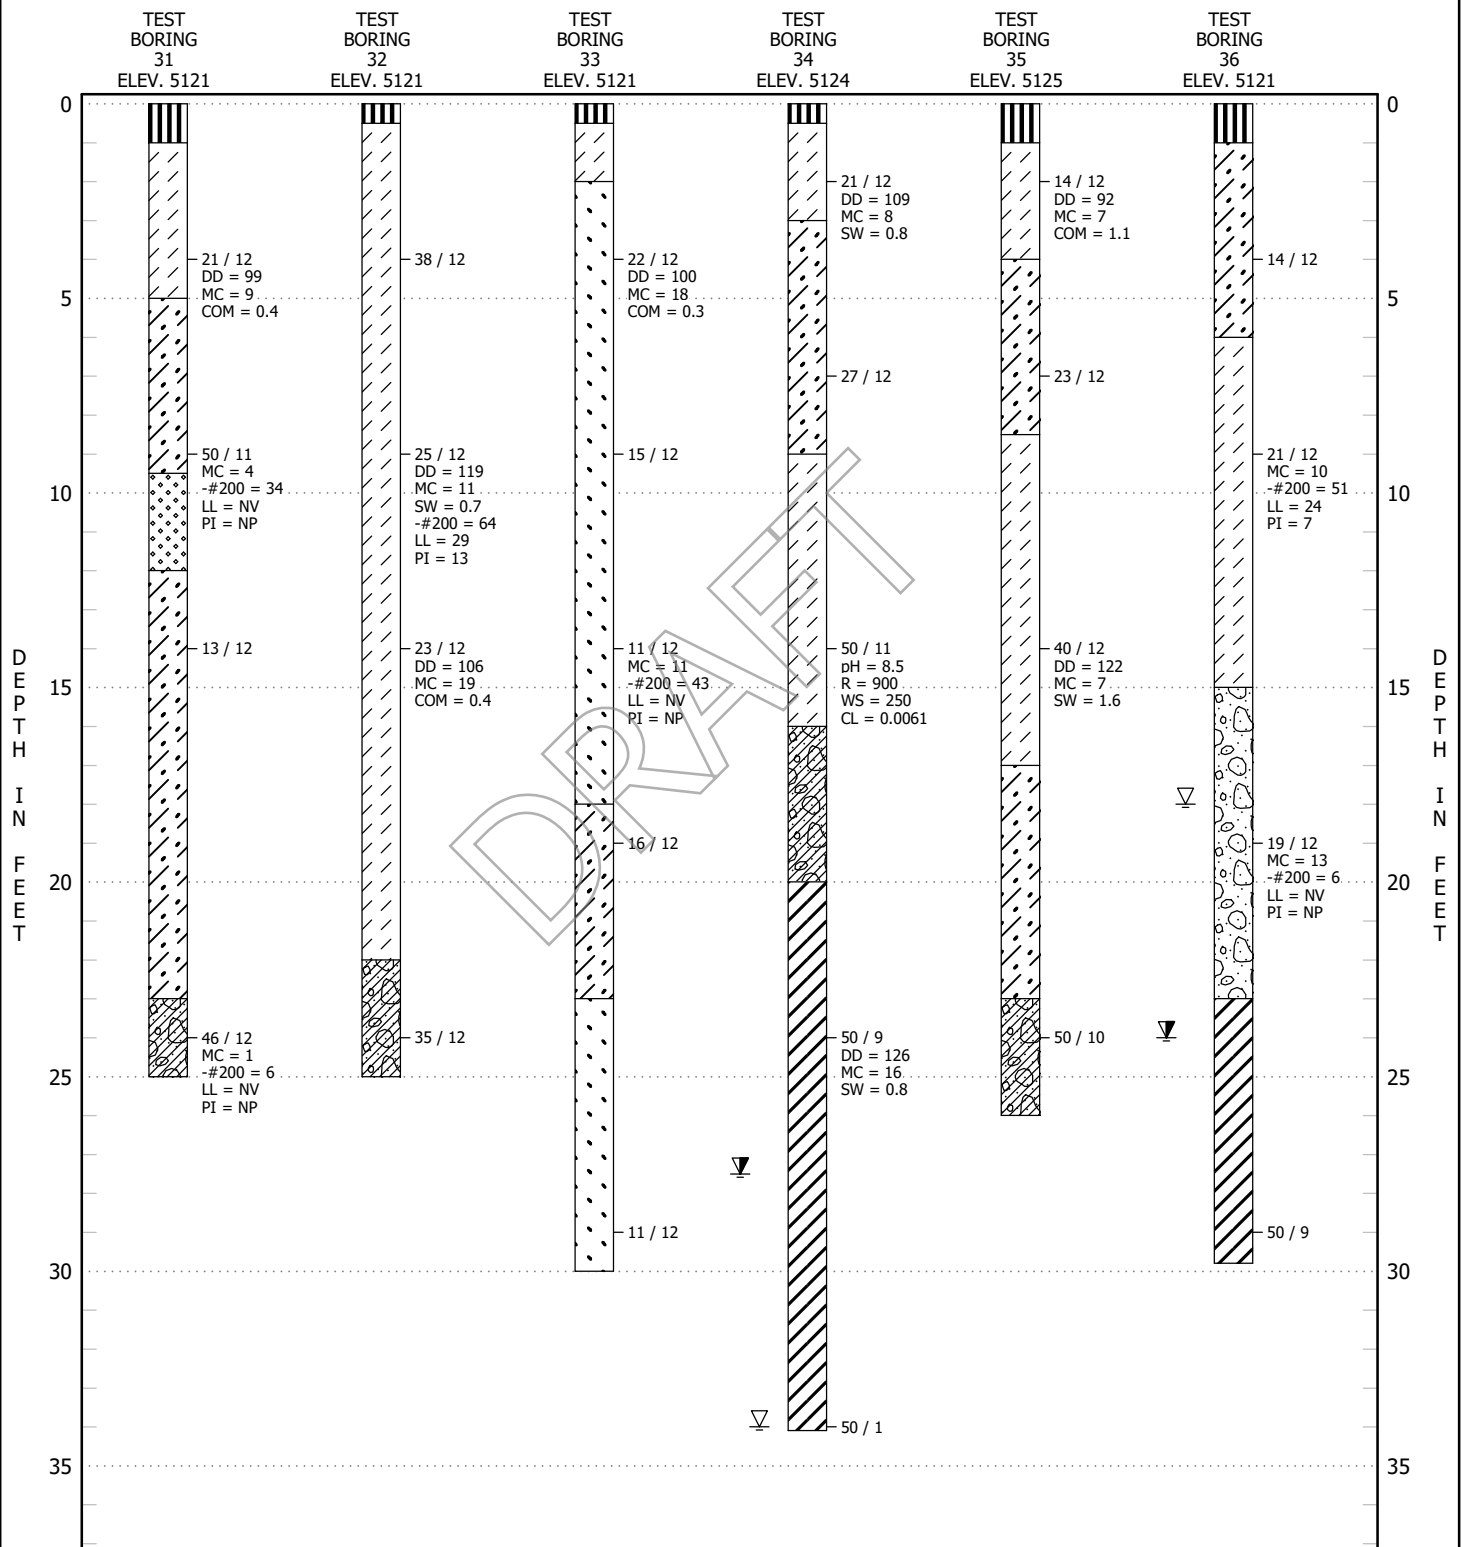 TEST
BORING
31
ELEV. 5121
TEST
BORING
32
ELEV. 5121
TEST
BORING
33
ELEV. 5121
TEST
BORING
34
ELEV. 5124
TEST
BORING
35
ELEV. 5125
TEST
BORING
36
ELEV. 5121
0
5
10
15
20
25
30
35
DEPTH IN FEET
21 / 12
DD = 99
MC = 9
COM = 0.4
50 / 11
MC = 4
-#200 = 34
LL = NV
PI = NP
13 / 12
46 / 12
MC = 1
-#200 = 6
LL = NV
PI = NP
38 / 12
25 / 12
DD = 119
MC = 11
SW = 0.7
-#200 = 64
LL = 29
PI = 13
23 / 12
DD = 106
MC = 19
COM = 0.4
35 / 12
22 / 12
DD = 100
MC = 18
COM = 0.3
15 / 12
11 / 12
MC = 11
-#200 = 43
LL = NV
PI = NP
16 / 12
11 / 12
21 / 12
DD = 109
MC = 8
SW = 0.8
27 / 12
50 / 11
pH = 8.5
R = 900
WS = 250
CL = 0.0061
50 / 9
DD = 126
MC = 16
SW = 0.8
50 / 1
14 / 12
DD = 92
MC = 7
COM = 1.1
23 / 12
40 / 12
DD = 122
MC = 7
SW = 1.6
50 / 10
14 / 12
21 / 12
MC = 10
-#200 = 51
LL = 24
PI = 7
19 / 12
MC = 13
-#200 = 6
LL = NV
PI = NP
50 / 9
0
5
10
15
20
25
30
35
DEPTH IN FEET
DRAFT